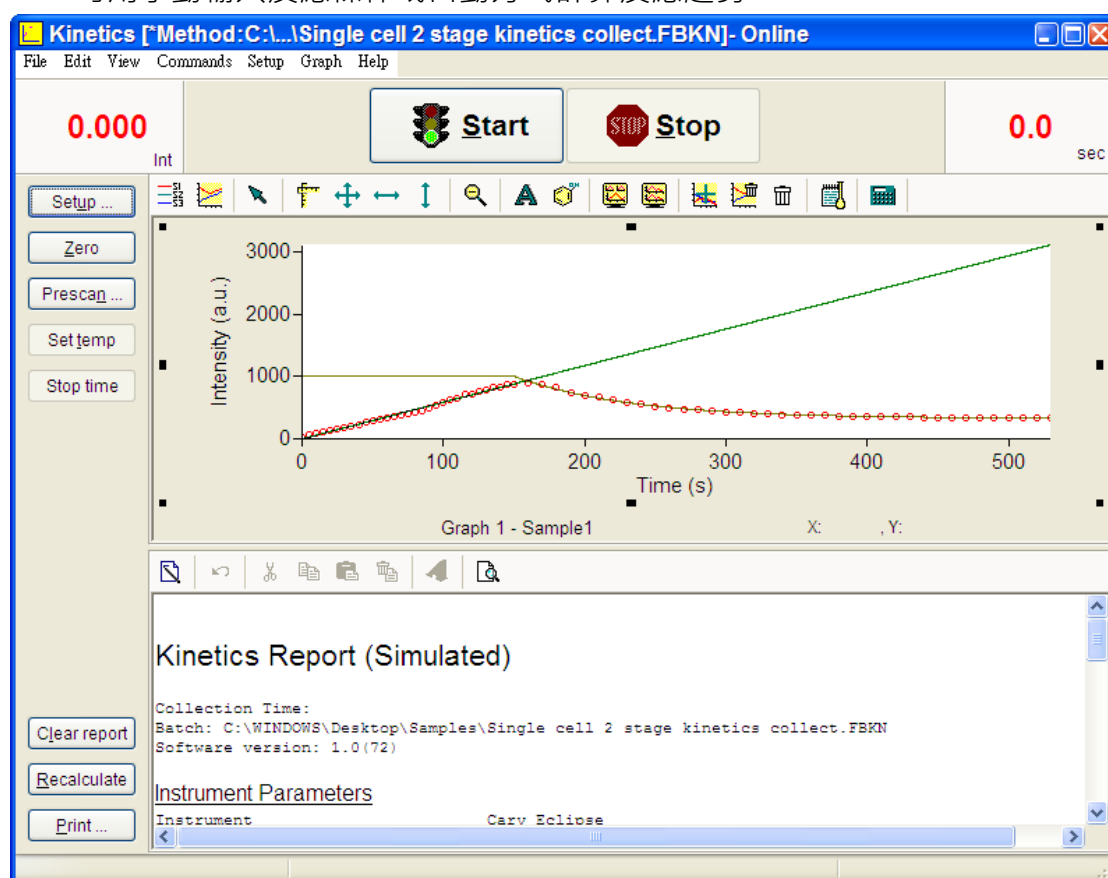 Kinetics [*Method:C:\...\Single cell 2 stage kinetics collect.FBKN]- Online
File Edit View Commands Setup Graph Help
0.000
Int
Start
STOP Stop
0.0
sec
Setup ...
Zero
Prescan ...
Set temp
Stop time
3000
2000
1000
0
Intensity (a.u.)
0 100 200 300 400 500
Time (s)
Graph 1 - Sample1 X: , Y:
Kinetics Report (Simulated)
Collection Time:
Batch: C:\WINDOWS\Desktop\Samples\Single cell 2 stage kinetics collect.FBKN
Software version: 1.0(72)
Instrument Parameters
Instrument Cary Eclipse
Clear report
Recalculate
Print ...